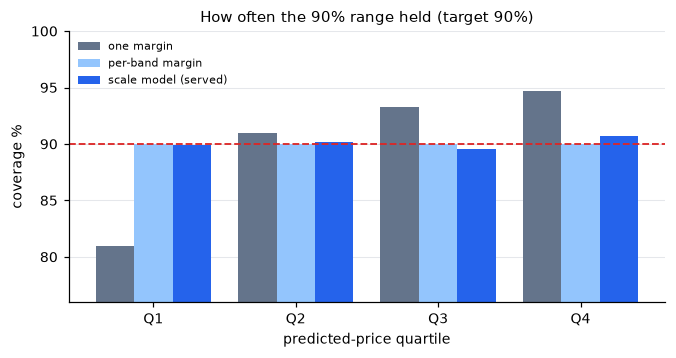 How often the 90% range held (target 90%)
100
95
90
85
80
coverage %
one margin
per-band margin
scale model (served)
Q1 Q2 Q3 Q4
predicted-price quartile